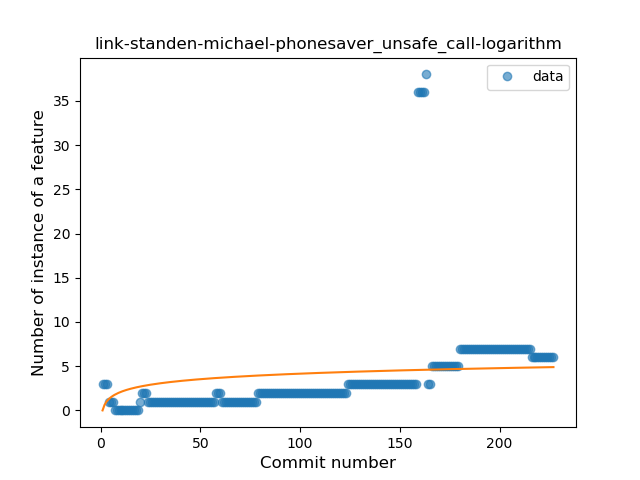 link-standen-michael-phonesaver_unsafe_call-logarithm
data
Number of instance of a feature
35
30
25
20
15
10
5
0
0 50 100 150 200
Commit number